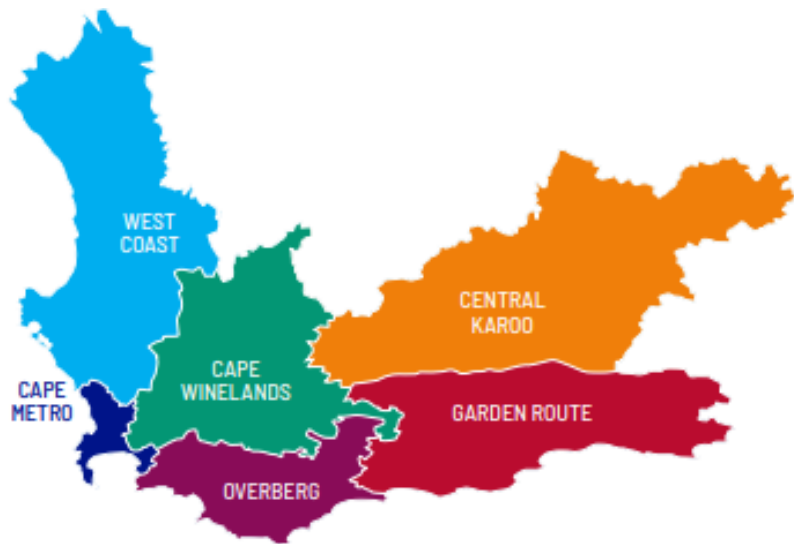 WEST
COAST
CENTRAL
KAROO
CAPE
WINELANDS
CAPE
METRO
GARDEN ROUTE
OVERBERG